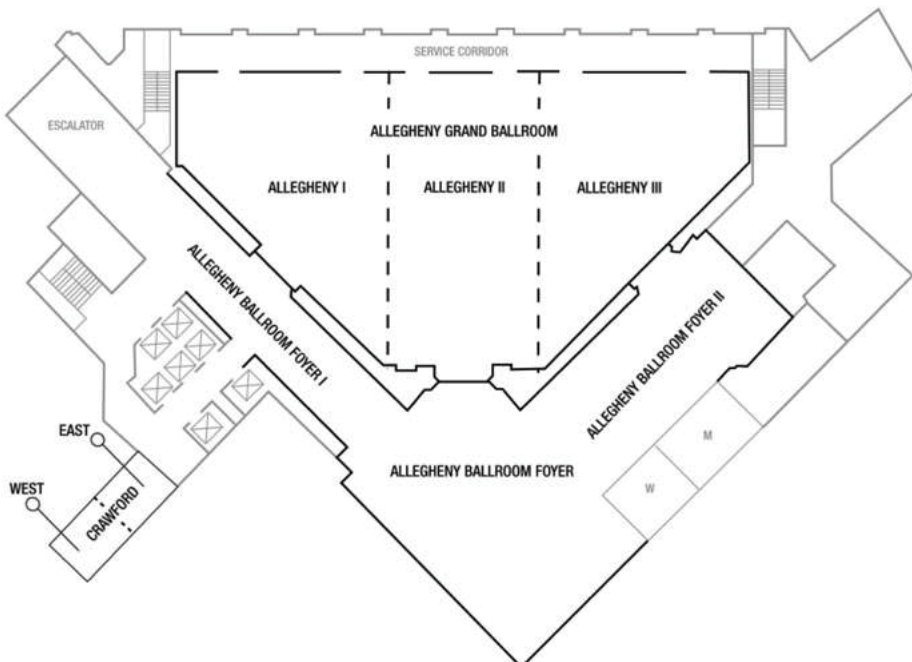 SERVICE CORRIDOR
ESCALATOR
ALLEGHENY GRAND BALLROOM
ALLEGHENY I
ALLEGHENY II
ALLEGHENY III
ALLEGHENY BALLROOM FOYER I
ALLEGHENY BALLROOM FOYER II
EAST
WEST
CRAWFORD
ALLEGHENY BALLROOM FOYER
M
W